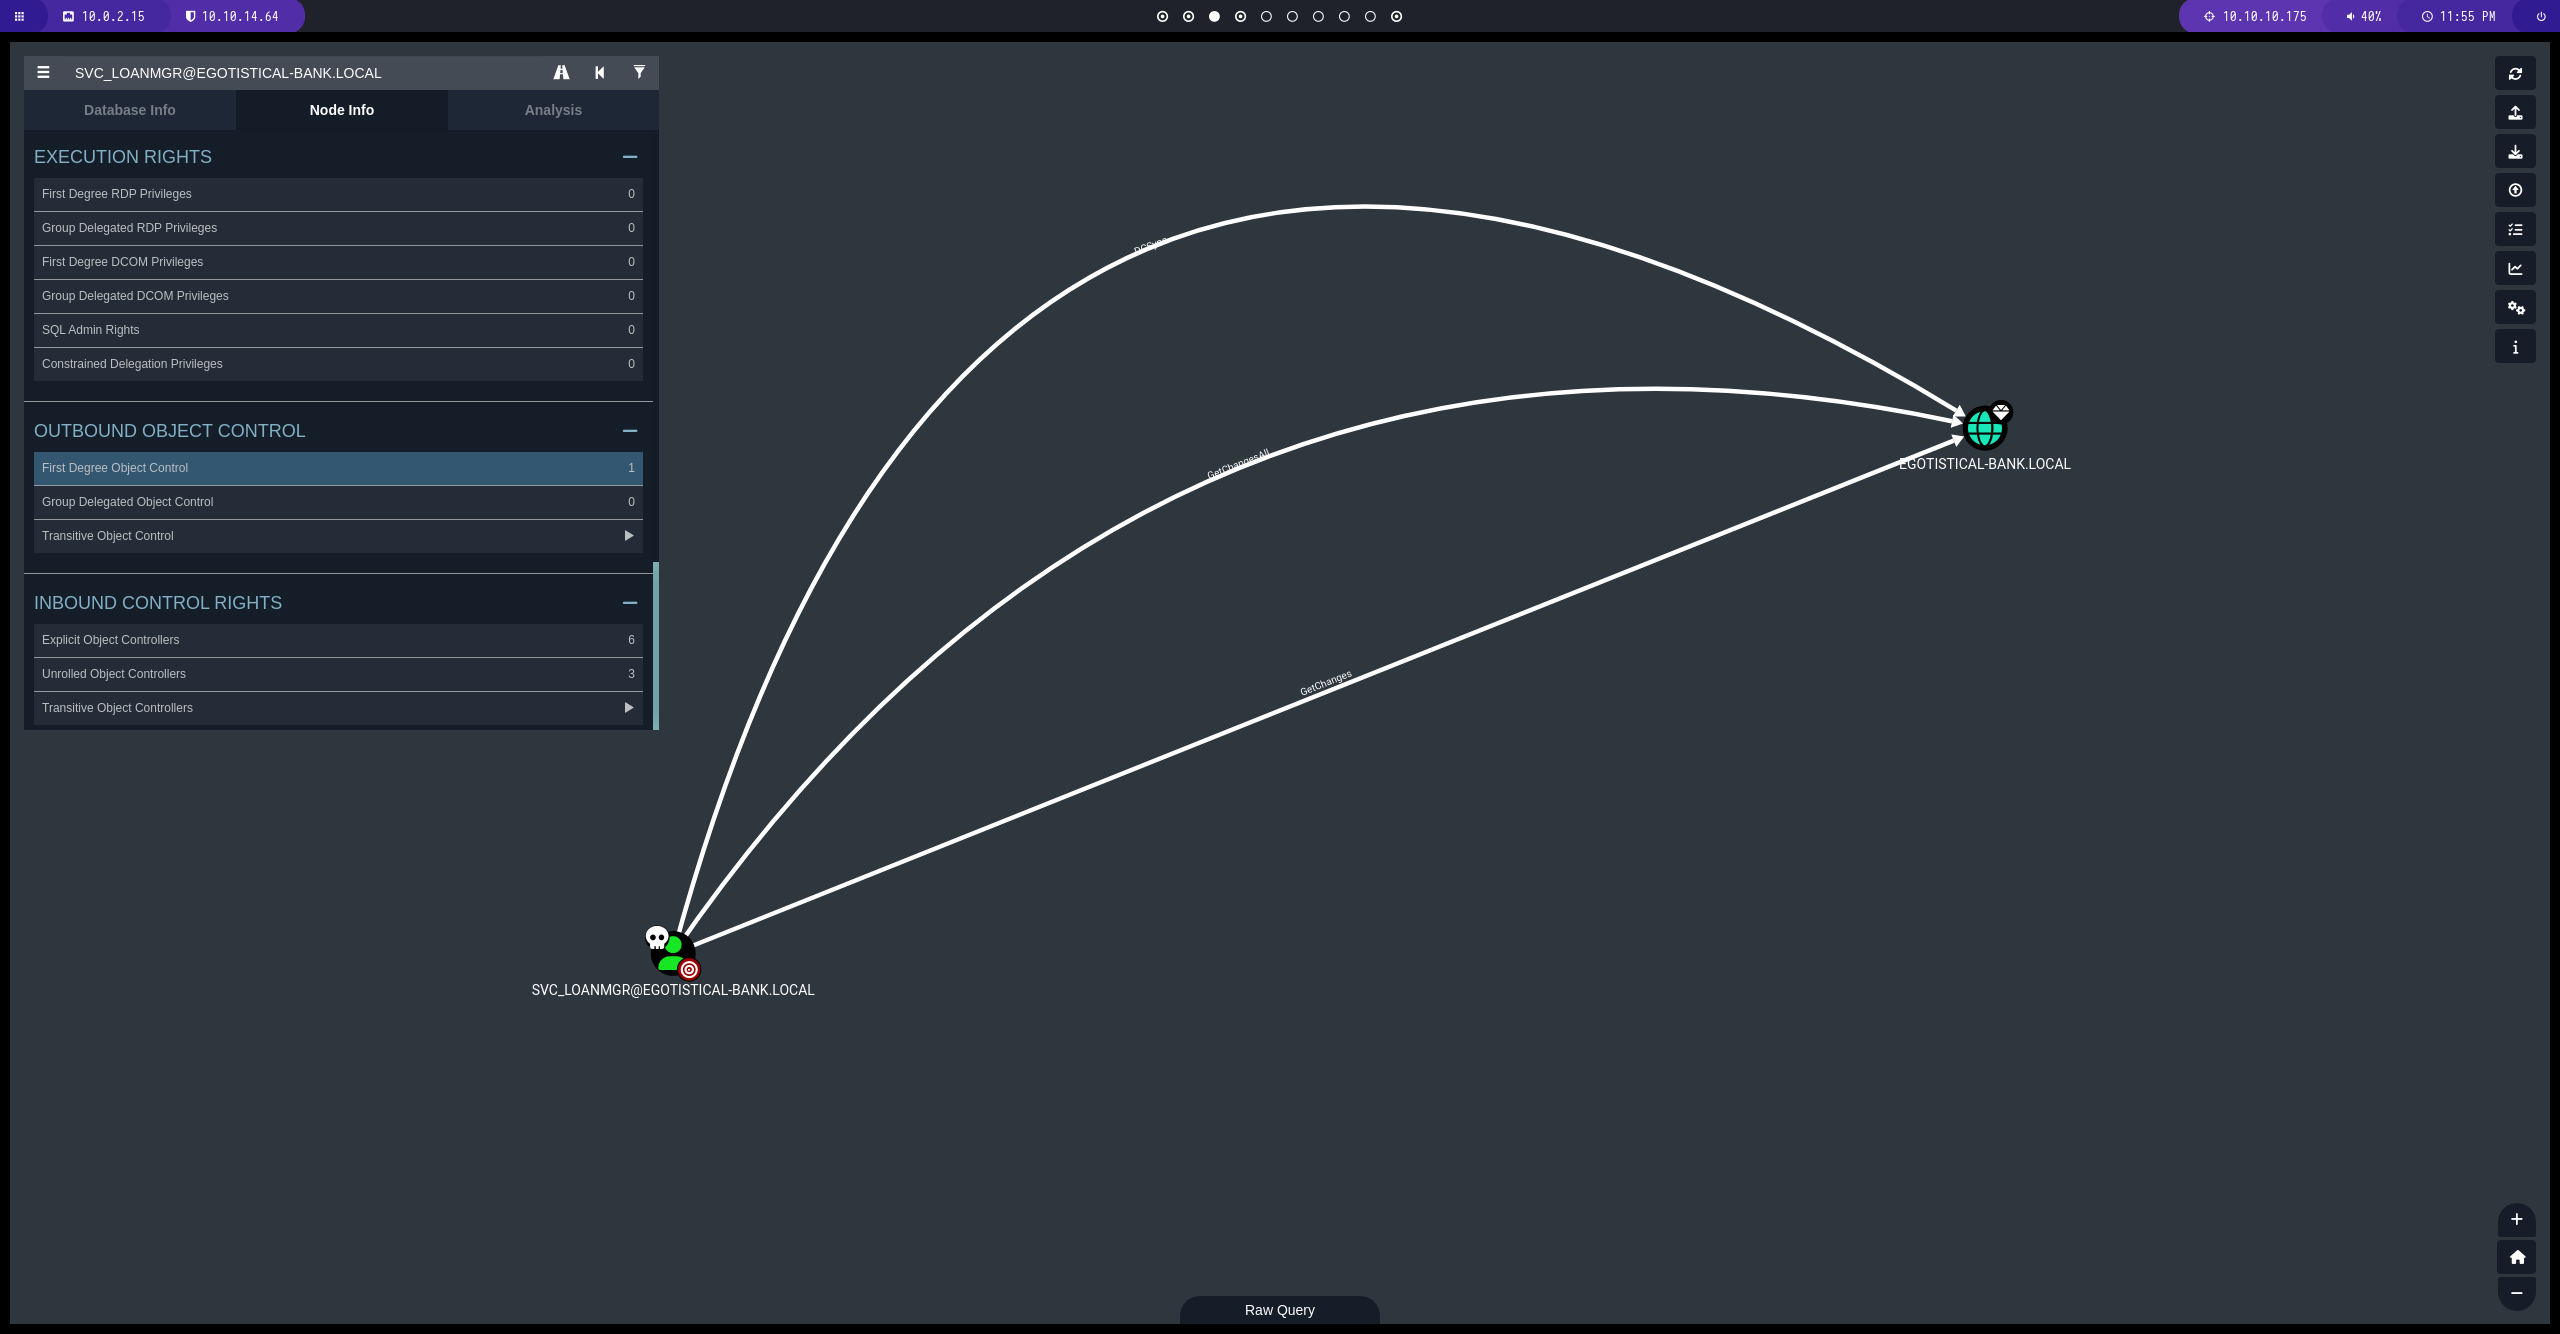 10.0.2.15 10.10.14.64 10.10.10.175 40% 11:55 PM
SVC_LOANMGR@EGOTISTICAL-BANK.LOCAL
Database Info Node Info Analysis
EXECUTION RIGHTS
First Degree RDP Privileges 0
Group Delegated RDP Privileges 0
First Degree DCOM Privileges 0
Group Delegated DCOM Privileges 0
SQL Admin Rights 0
Constrained Delegation Privileges 0
OUTBOUND OBJECT CONTROL
First Degree Object Control 1
Group Delegated Object Control 0
Transitive Object Control
INBOUND CONTROL RIGHTS
Explicit Object Controllers 6
Unrolled Object Controllers 3
Transitive Object Controllers
DCSync
GetChangesAll
EGOTISTICAL-BANK.LOCAL
GetChanges
SVC_LOANMGR@EGOTISTICAL-BANK.LOCAL
Raw Query